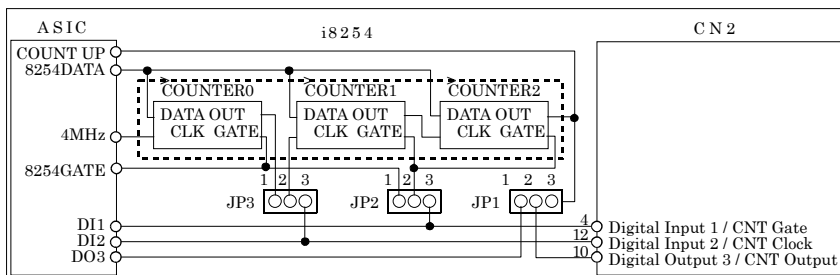 ASIC i8254 CN2
COUNT UP
8254DATA
COUNTER0 COUNTER1 COUNTER2
DATA OUT DATA OUT DATA OUT
CLK GATE CLK GATE CLK GATE
4MHz
8254GATE
1 2 3 1 2 3 1 2 3
JP3 JP2 JP1
DI1 4 Digital Input 1 / CNT Gate
DI2 12 Digital Input 2 / CNT Clock
DO3 10 Digital Output 3 / CNT Output